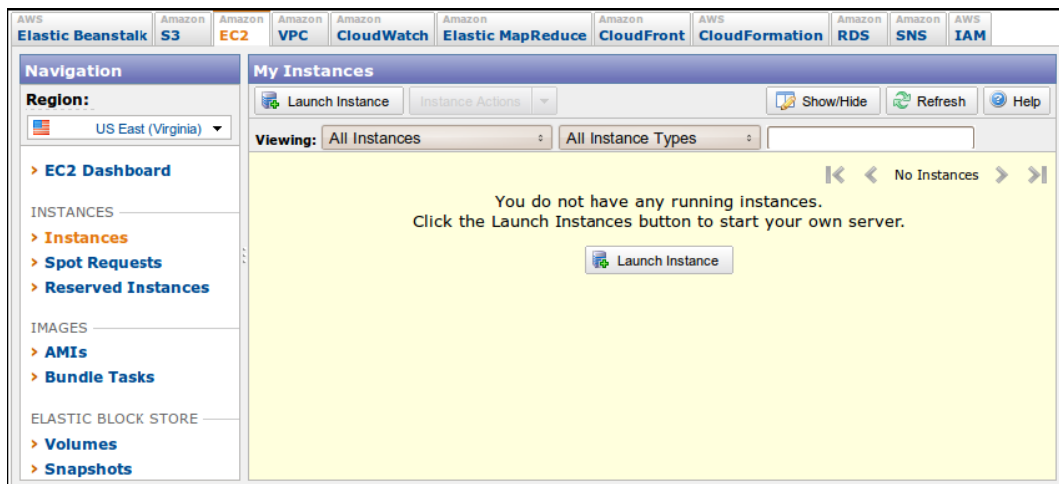 AWS Amazon Amazon Amazon Amazon Amazon Amazon AWS Amazon Amazon AWS
Elastic Beanstalk S3 EC2 VPC CloudWatch Elastic MapReduce CloudFront CloudFormation RDS SNS IAM
Navigation
Region:
US East (Virginia)
EC2 Dashboard
INSTANCES
Instances
Spot Requests
Reserved Instances
IMAGES
AMIs
Bundle Tasks
ELASTIC BLOCK STORE
Volumes
Snapshots
My Instances
Launch Instance Instance Actions Show/Hide Refresh Help
Viewing: All Instances All Instance Types
No Instances
You do not have any running instances.
Click the Launch Instances button to start your own server.
Launch Instance